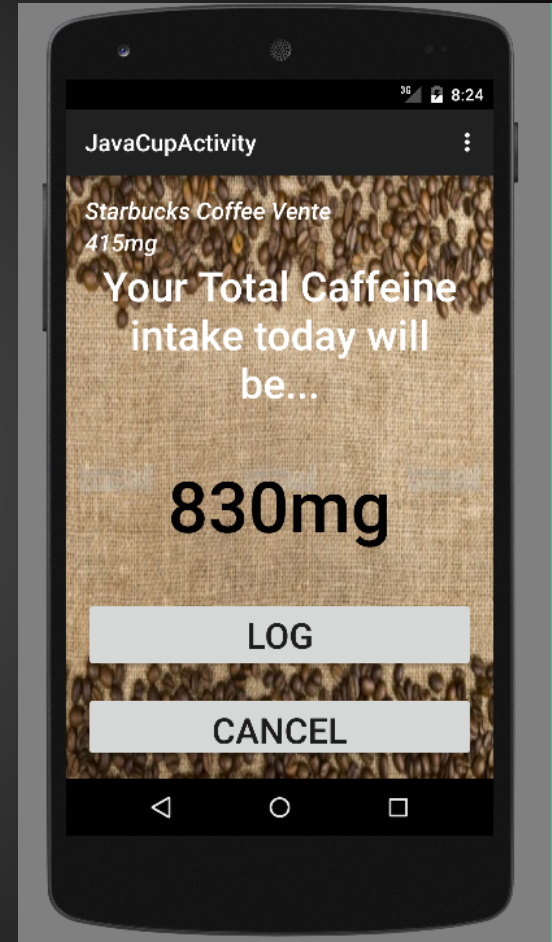 3G 8:24
JavaCupActivity
Starbucks Coffee Vente
415mg
Your Total Caffeine
intake today will
be...
830mg
LOG
CANCEL